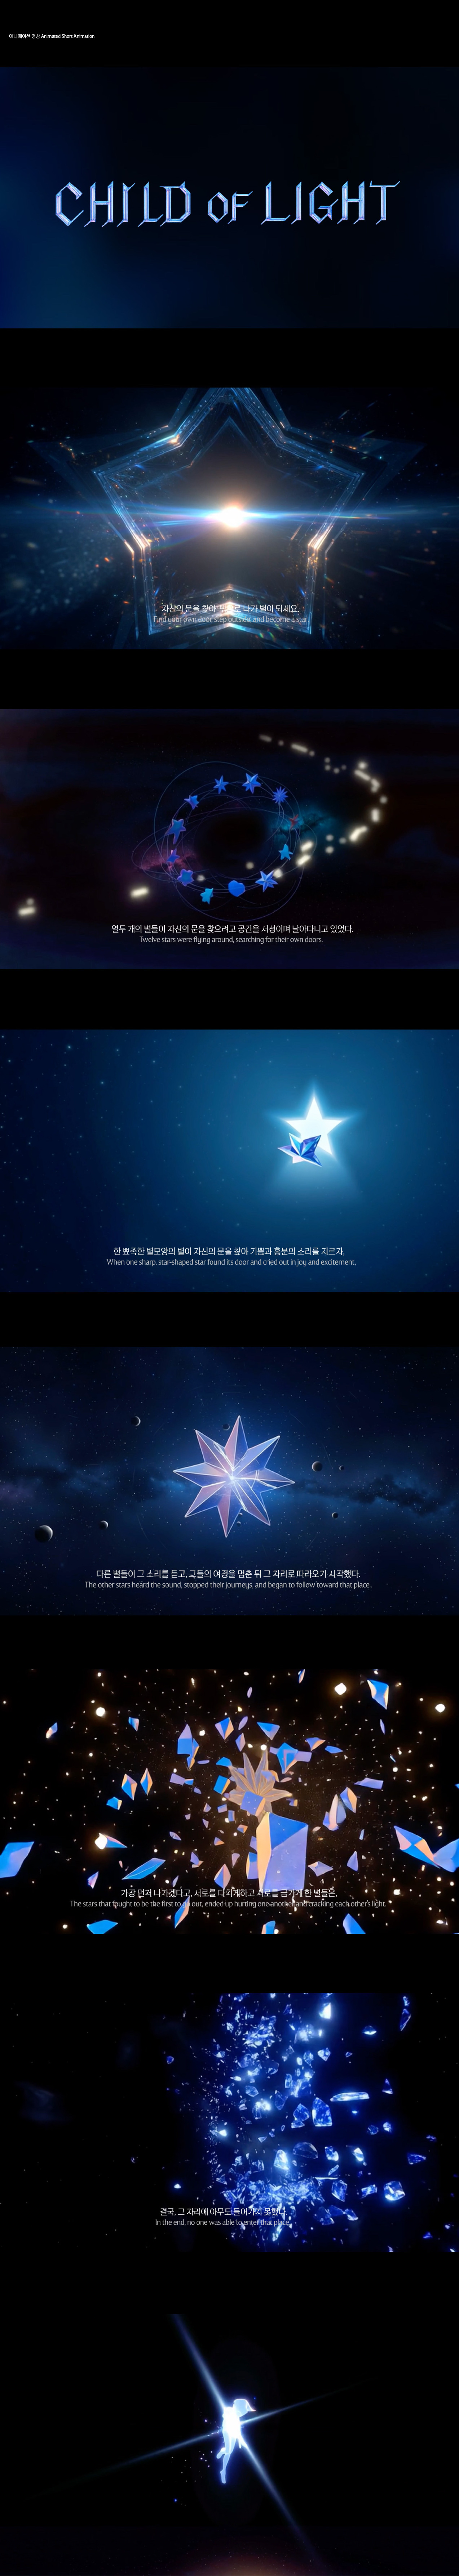 애니메이션 영상 Animated Short Animation
CHILD OF LIGHT
자신의 문을 찾아 밖으로 나가 별이 되세요.
Find your own door, step outside, and become a star.
열두 개의 별들이 자신의 문을 찾으려고 공간을 서성이며 날아다니고 있었다.
Twelve stars were flying around, searching for their own doors.
한 뾰족한 별모양의 별이 자신의 문을 찾아 기쁨과 흥분의 소리를 지르자,
When one sharp, star-shaped star found its door and cried out in joy and excitement,
다른 별들이 그 소리를 듣고, 그들의 여정을 멈춘 뒤 그 자리로 따라오기 시작했다.
The other stars heard the sound, stopped their journeys, and began to follow toward that place..
가장 먼저 나가겠다고, 서로를 다치게하고 서로를 금가게 한 별들은,
The stars that fought to be the first to go out, ended up hurting one another and cracking each other's light.
결국, 그 자리에 아무도 들어가지 못했다.
In the end, no one was able to enter that place.